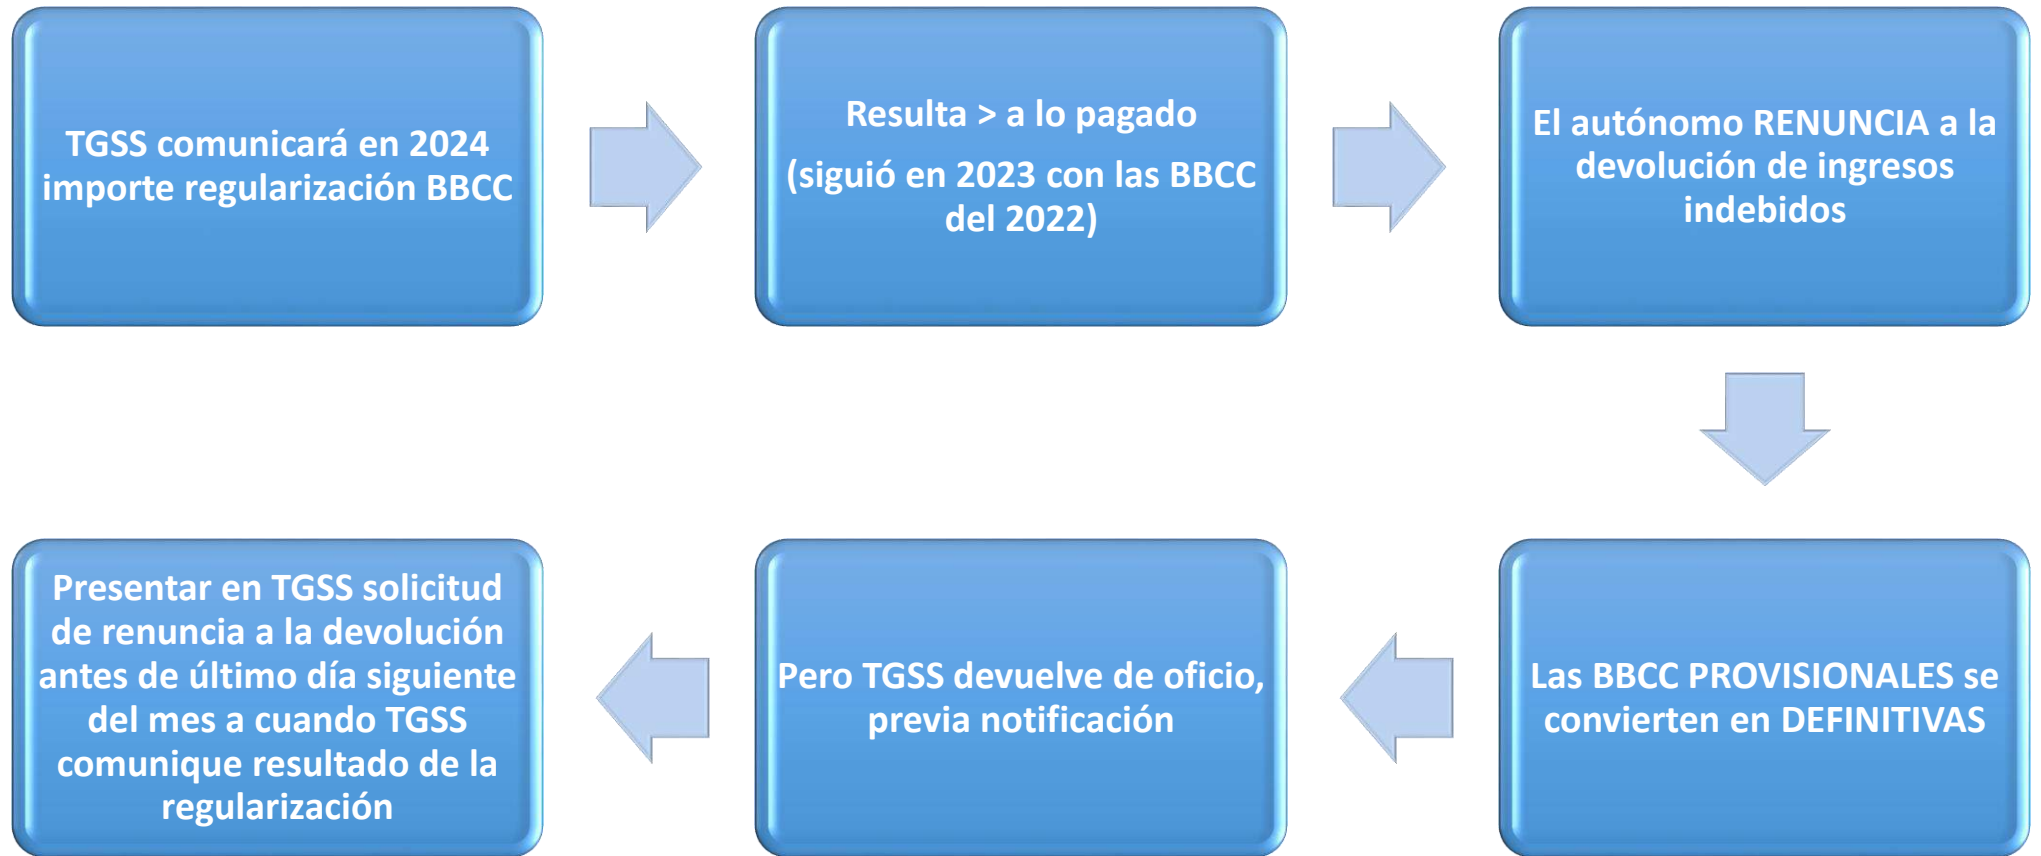 TGSS comunicará en 2024
importe regularización BBCC
Resulta > a lo pagado
(siguió en 2023 con las BBCC
del 2022)
El autónomo RENUNCIA a la
devolución de ingresos
indebidos
Las BBCC PROVISIONALES se
convierten en DEFINITIVAS
Pero TGSS devuelve de oficio,
previa notificación
Presentar en TGSS solicitud
de renuncia a la devolución
antes de último día siguiente
del mes a cuando TGSS
comunique resultado de la
regularización